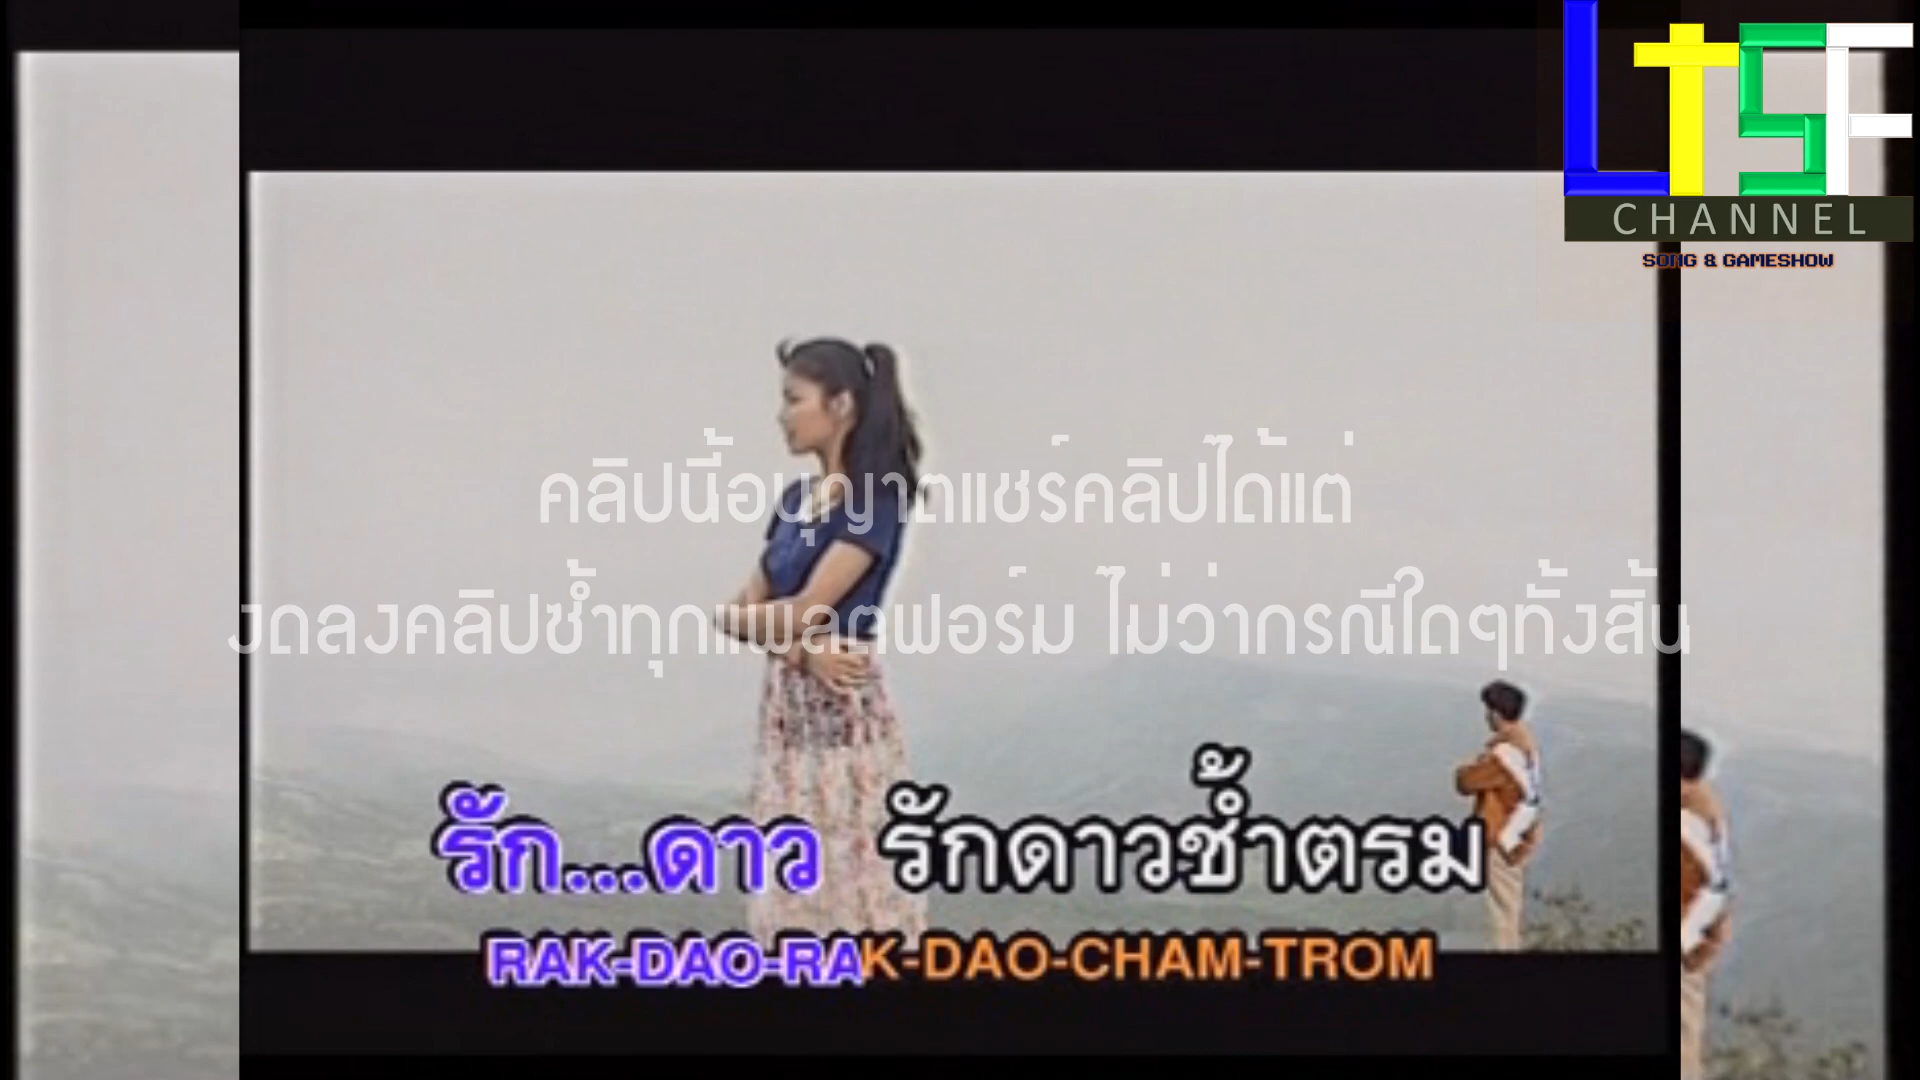 LTSF
CHANNEL
SONG & GAMESHOW
คลิปนี้อนุญาตแชร์คลิปได้แต่
งดลงคลิปซ้ำทุกแพลตฟอร์ม ไม่ว่ากรณีใดๆทั้งสิ้น
รัก...ดาว รักดาวช้ำตรม
RAK-DAO-RAK-DAO-CHAM-TROM